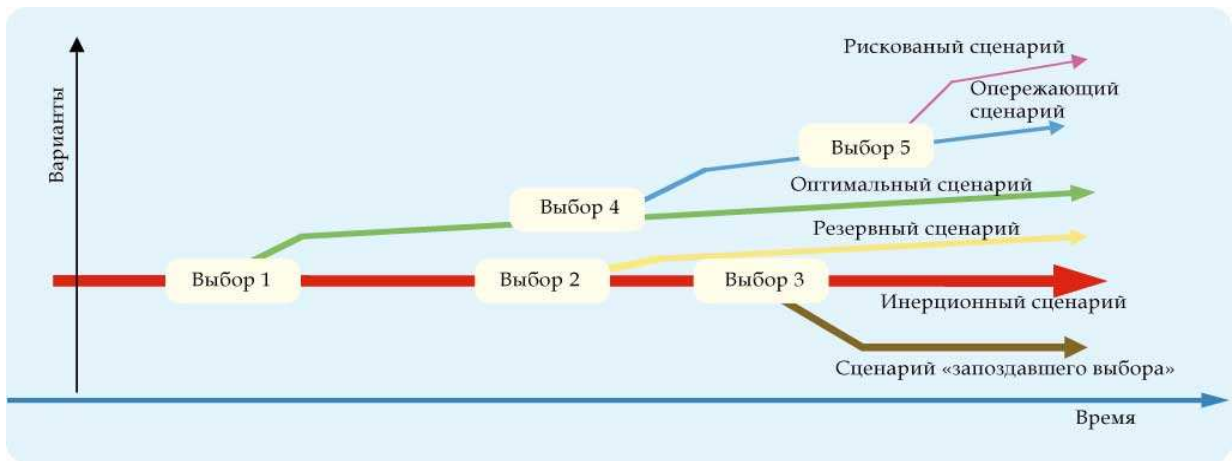 Рискованый сценарий
Опережающий
сценарий
Варианты
Выбор 5
Оптимальный сценарий
Выбор 4
Резервный сценарий
Выбор 1
Выбор 2
Выбор 3
Инерционный сценарий
Сценарий «запоздавшего выбора»
Время